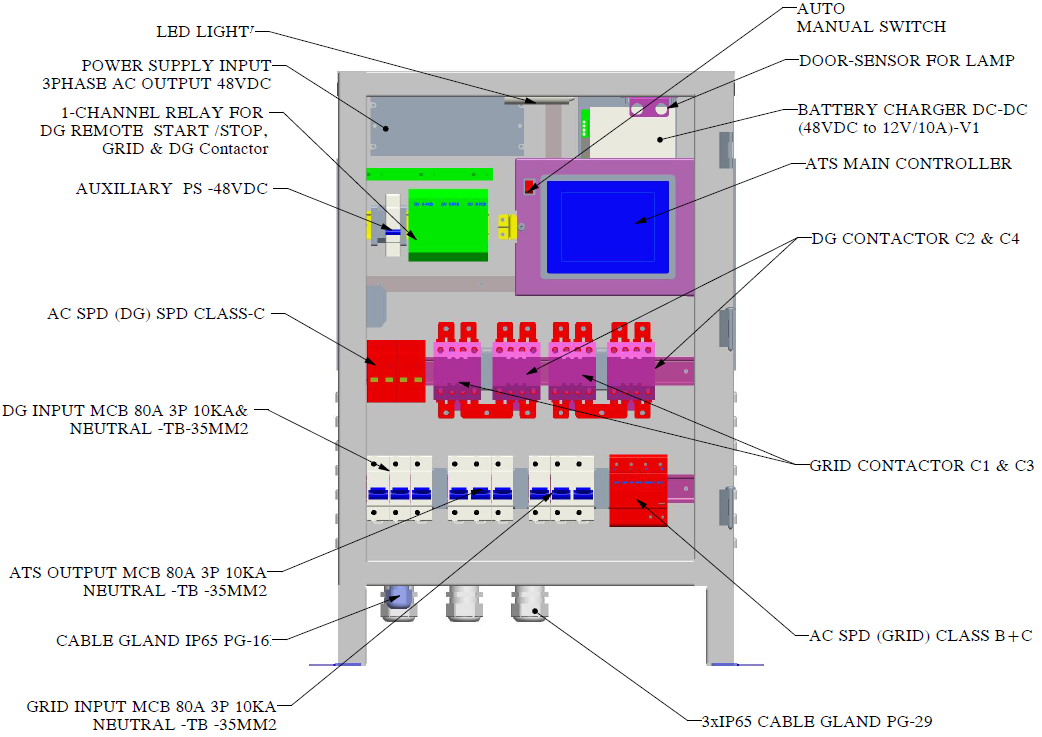 AUTO
MANUAL SWITCH
LED LIGHT
POWER SUPPLY INPUT
3PHASE AC OUTPUT 48VDC
DOOR-SENSOR FOR LAMP
1-CHANNEL RELAY FOR
DG REMOTE START /STOP,
GRID & DG Contactor
BATTERY CHARGER DC-DC
(48VDC to 12V/10A)-V1
ATS MAIN CONTROLLER
AUXILIARY PS -48VDC
DG CONTACTOR C2 & C4
AC SPD (DG) SPD CLASS-C
DG INPUT MCB 80A 3P 10KA&
NEUTRAL -TB-35MM2
GRID CONTACTOR C1 & C3
ATS OUTPUT MCB 80A 3P 10KA
NEUTRAL -TB -35MM2
CABLE GLAND IP65 PG-16
AC SPD (GRID) CLASS B+C
GRID INPUT MCB 80A 3P 10KA
NEUTRAL -TB -35MM2
3xIP65 CABLE GLAND PG-29